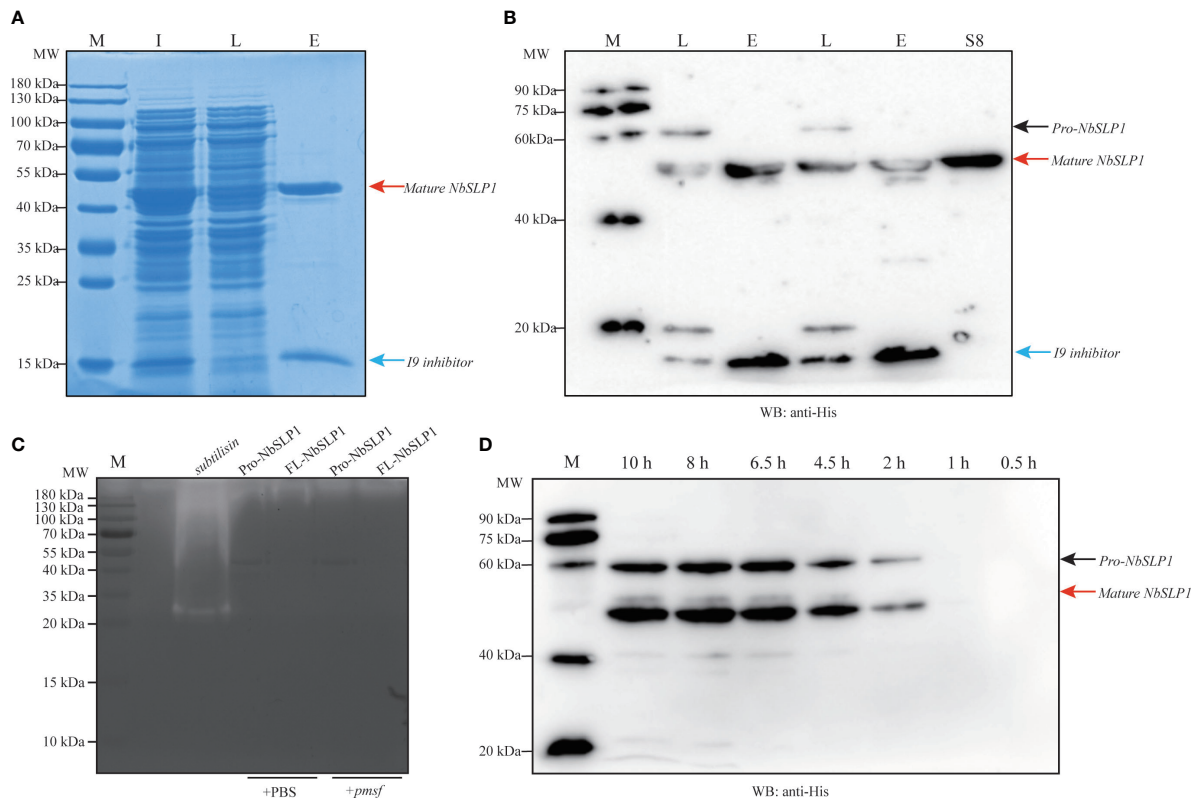 A
M I L E
MW
180 kDa
130 kDa
100 kDa
70 kDa
55 kDa
40 kDa
35 kDa
25 kDa
15 kDa
Mature NbSLP1
I9 inhibitor
B
M L E L E S8
MW
90 kDa
75 kDa
60kDa
40 kDa
20 kDa
Pro-NbSLP1
Mature NbSLP1
I9 inhibitor
WB: anti-His
C
M subtilisin Pro-NbSLP1 FL-NbSLP1 Pro-NbSLP1 FL-NbSLP1
MW
180 kDa
130 kDa
100 kDa
70 kDa
55 kDa
40 kDa
35 kDa
20 kDa
15 kDa
10 kDa
+PBS +pmsf
D
M 10 h 8 h 6.5 h 4.5 h 2 h 1 h 0.5 h
MW
90 kDa
75 kDa
60 kDa
40 kDa
20 kDa
Pro-NbSLP1
Mature NbSLP1
WB: anti-His